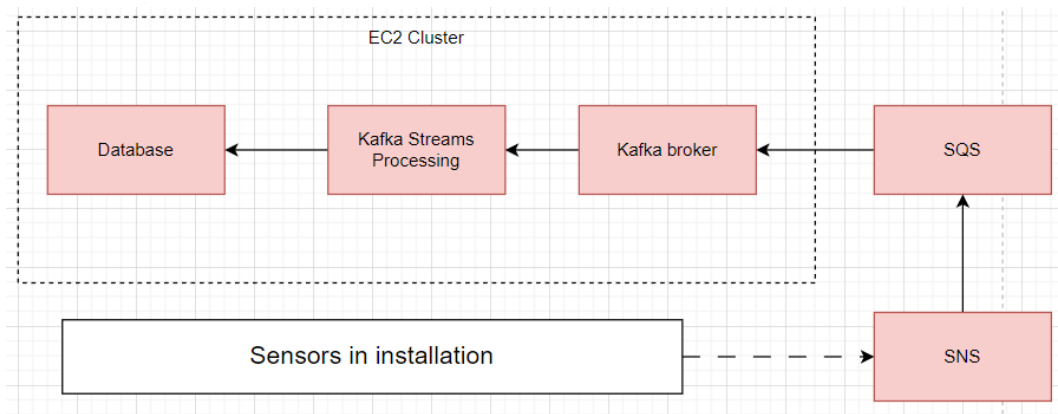 EC2 Cluster
Database
Kafka Streams
Processing
Kafka broker
SQS
Sensors in installation
SNS